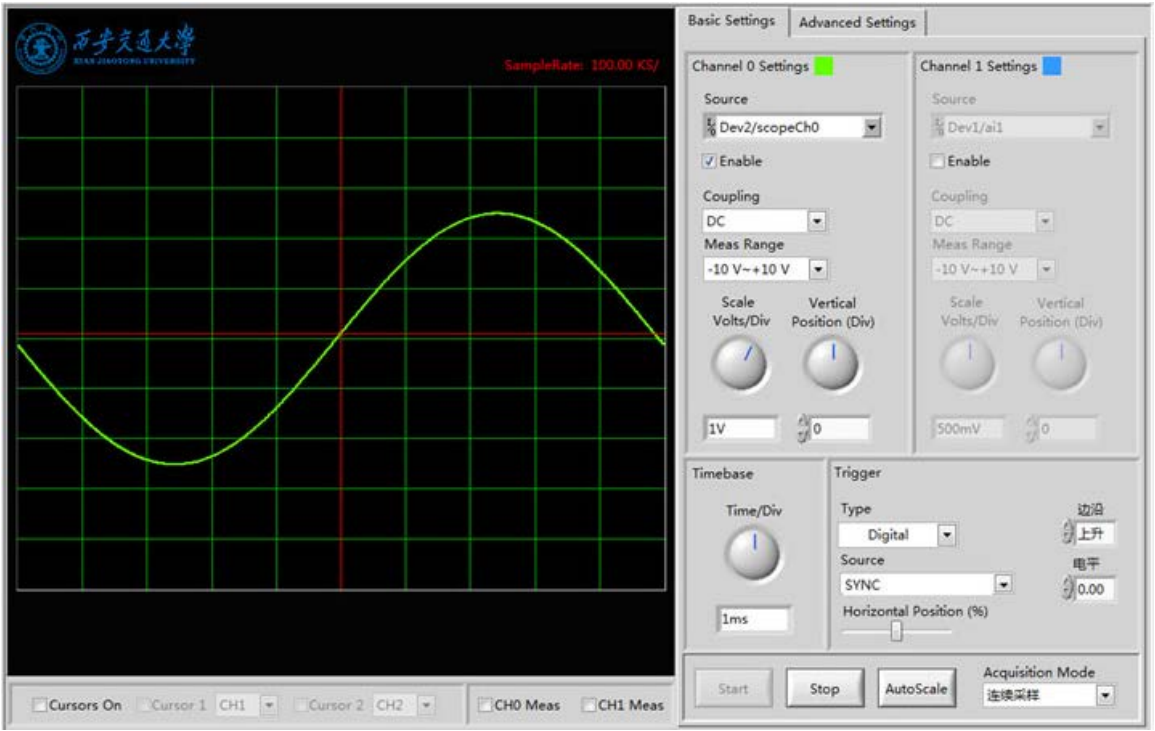 西安交通大学
XIAN JIAOTONG UNIVERSITY
SampleRate: 100.00 KS/
Basic Settings
Advanced Settings
Channel 0 Settings
Source
Dev2/scopeCh0
Enable
Coupling
DC
Meas Range
-10 V~+10 V
Scale
Volts/Div
Vertical
Position (Div)
1V
0
Channel 1 Settings
Source
Dev1/ai1
Enable
Coupling
DC
Meas Range
-10 V~+10 V
Scale
Volts/Div
Vertical
Position (Div)
500mV
0
Timebase
Time/Div
1ms
Trigger
Type
Digital
Source
SYNC
Horizontal Position (%)
边沿
上升
电平
0.00
Cursors On
Cursor 1
CH1
Cursor 2
CH2
CH0 Meas
CH1 Meas
Start
Stop
AutoScale
Acquisition Mode
连续采样